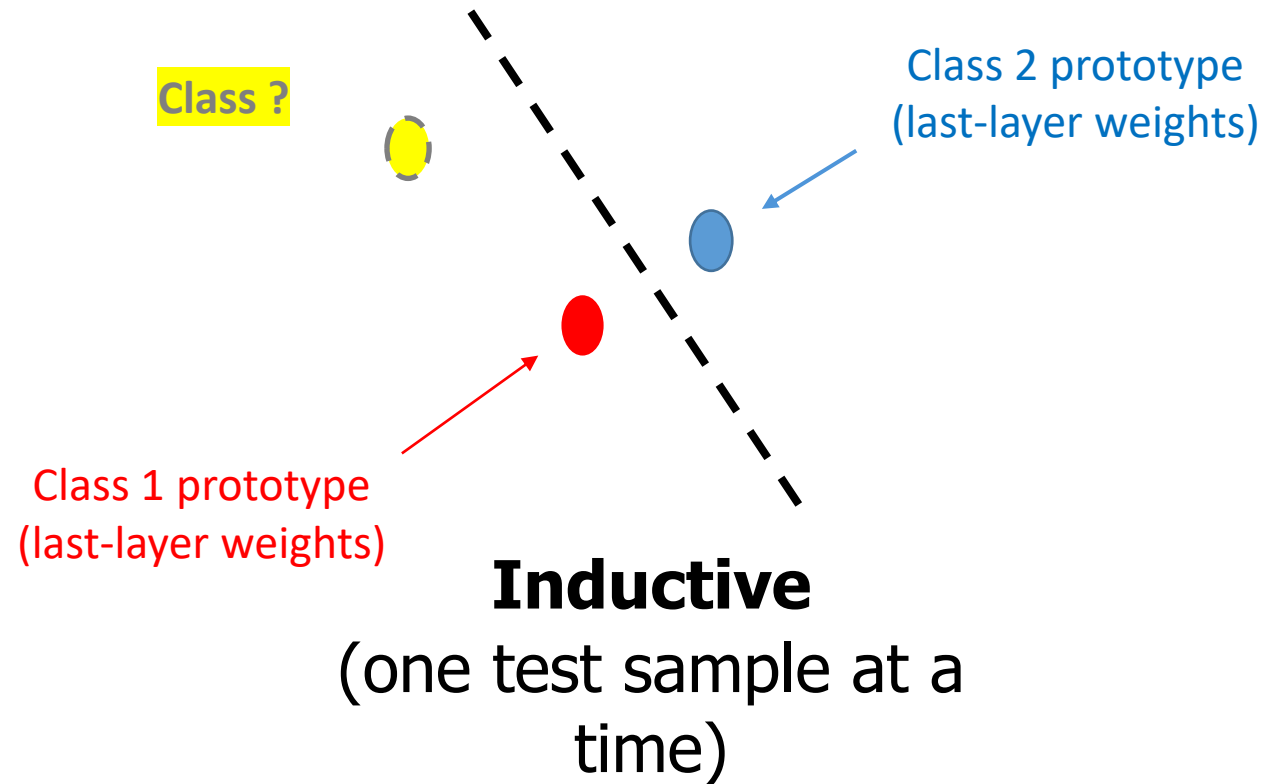 Class ?
Class 2 prototype
(last-layer weights)
Class 1 prototype
(last-layer weights)
Inductive
(one test sample at a
time)